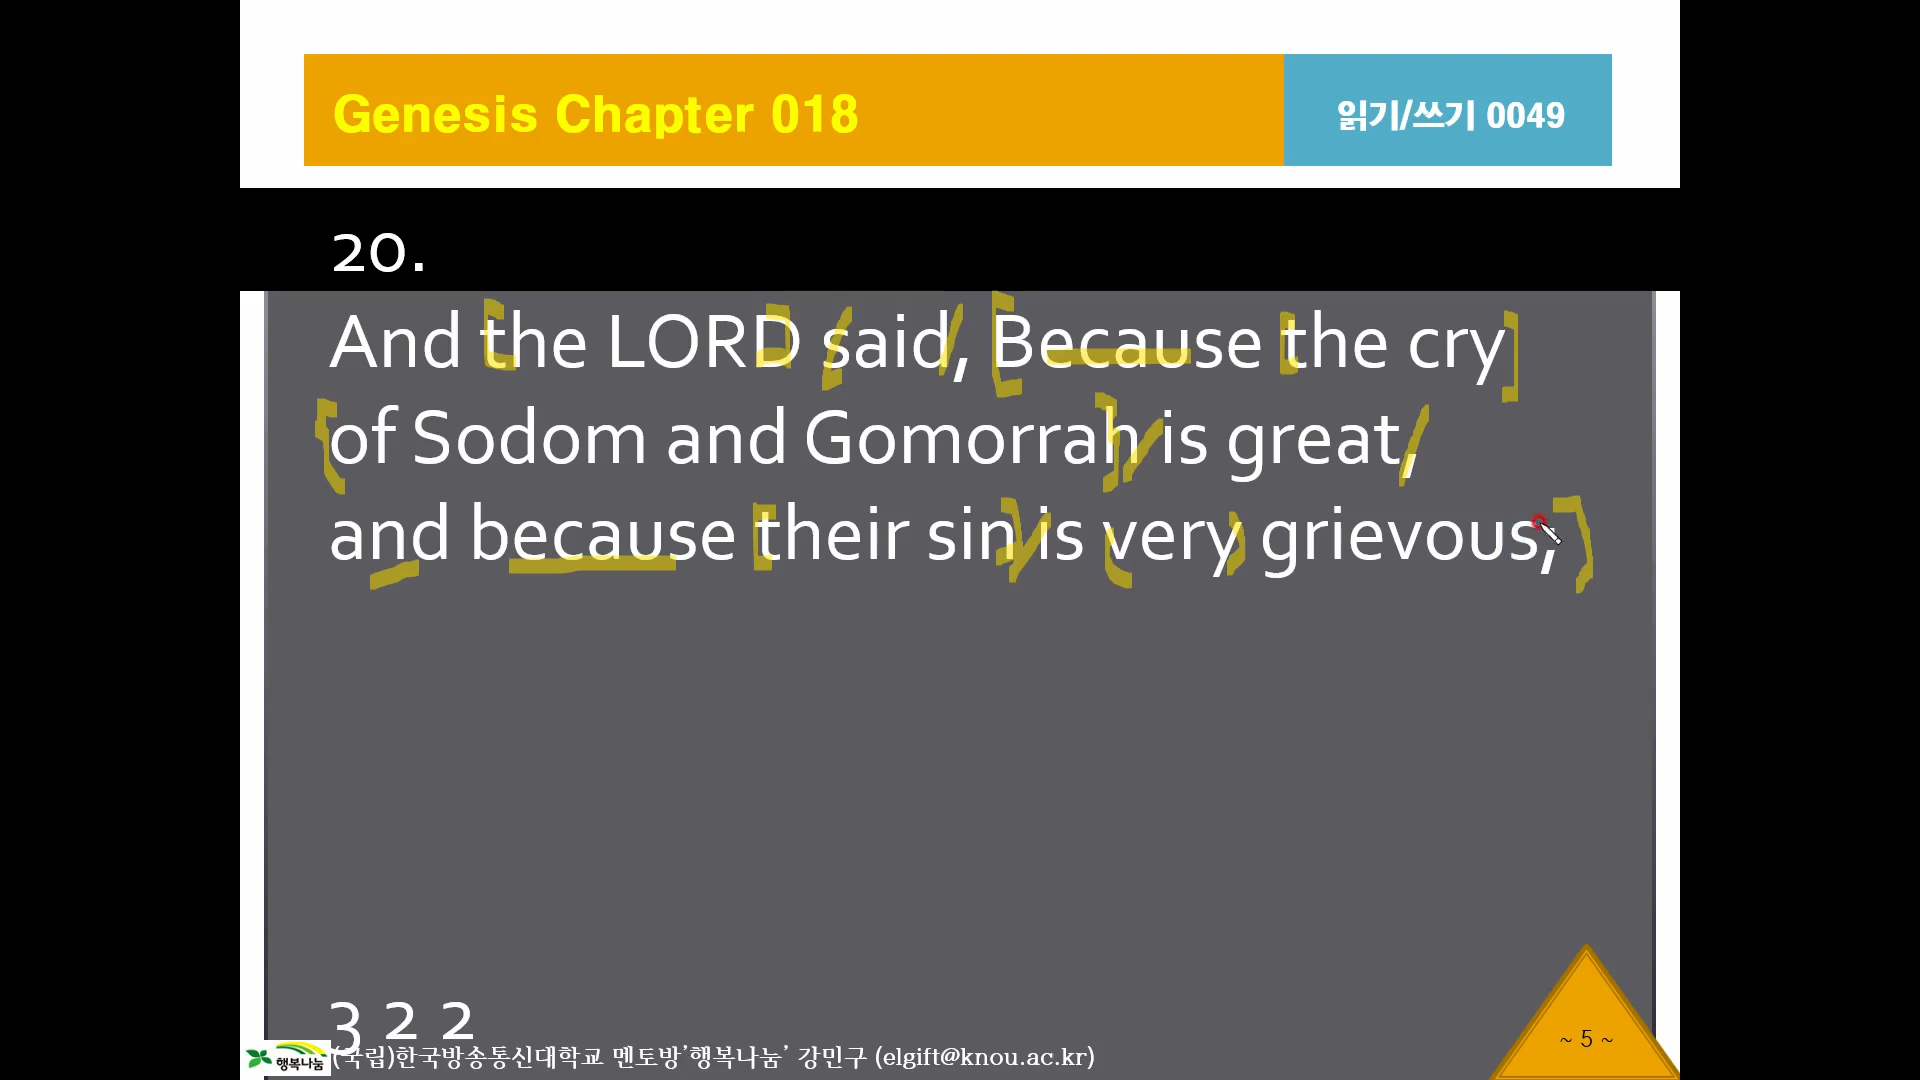 Genesis Chapter 018
읽기/쓰기 0049
20.
And the LORD said, Because the cry
of Sodom and Gomorrah is great,
and because their sin is very grievous;
3 2 2
행복나눔
(국립)한국방송통신대학교 멘토방'행복나눔' 강민구 (elgift@knou.ac.kr)
~ 5 ~